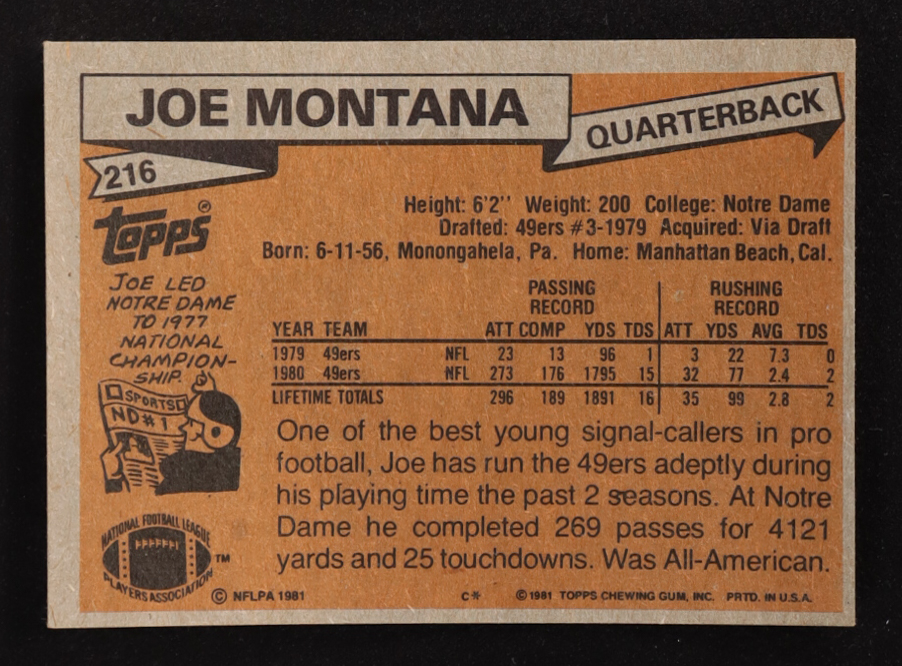 JOE MONTANA
QUARTERBACK
216
Topps®
Height: 6'2'' Weight: 200 College: Notre Dame
Drafted: 49ers #3-1979 Acquired: Via Draft
Born: 6-11-56, Monongahela, Pa. Home: Manhattan Beach, Cal.
JOE LED
NOTRE DAME
TO 1977
NATIONAL
CHAMPION-
SHIP.
SPORTS
ND #1
PASSING RUSHING
RECORD RECORD
YEAR TEAM ATT COMP YDS TDS ATT YDS AVG TDS
1979 49ers NFL 23 13 96 1 3 22 7.3 0
1980 49ers NFL 273 176 1795 15 32 77 2.4 2
LIFETIME TOTALS 296 189 1891 16 35 99 2.8 2
One of the best young signal-callers in pro
football, Joe has run the 49ers adeptly during
his playing time the past 2 seasons. At Notre
Dame he completed 269 passes for 4121
yards and 25 touchdowns. Was All-American.
NATIONAL FOOTBALL LEAGUE
PLAYERS ASSOCIATION
™
© NFLPA 1981 C* © 1981 TOPPS CHEWING GUM, INC. PRTD. IN U.S.A.